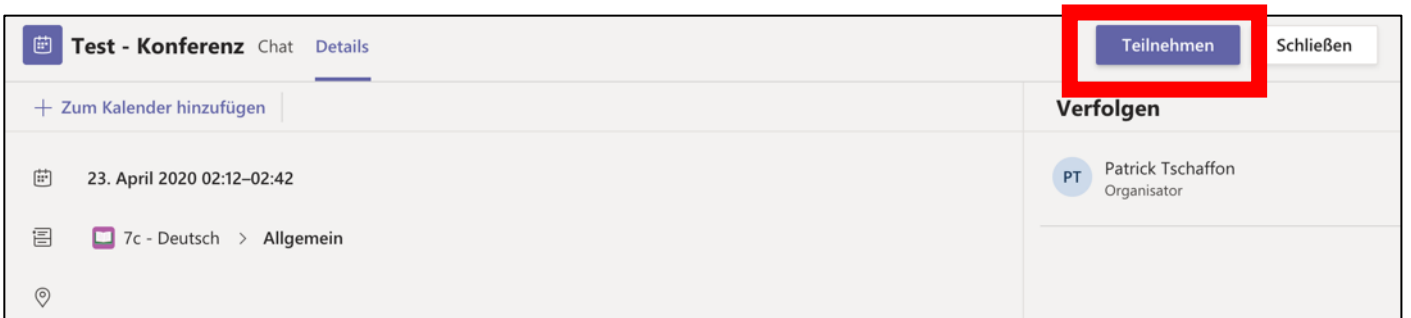 Test - Konferenz Chat Details Teilnehmen Schließen
+ Zum Kalender hinzufügen
Verfolgen
23. April 2020 02:12–02:42
PT Patrick Tschaffon
Organisator
7c - Deutsch > Allgemein